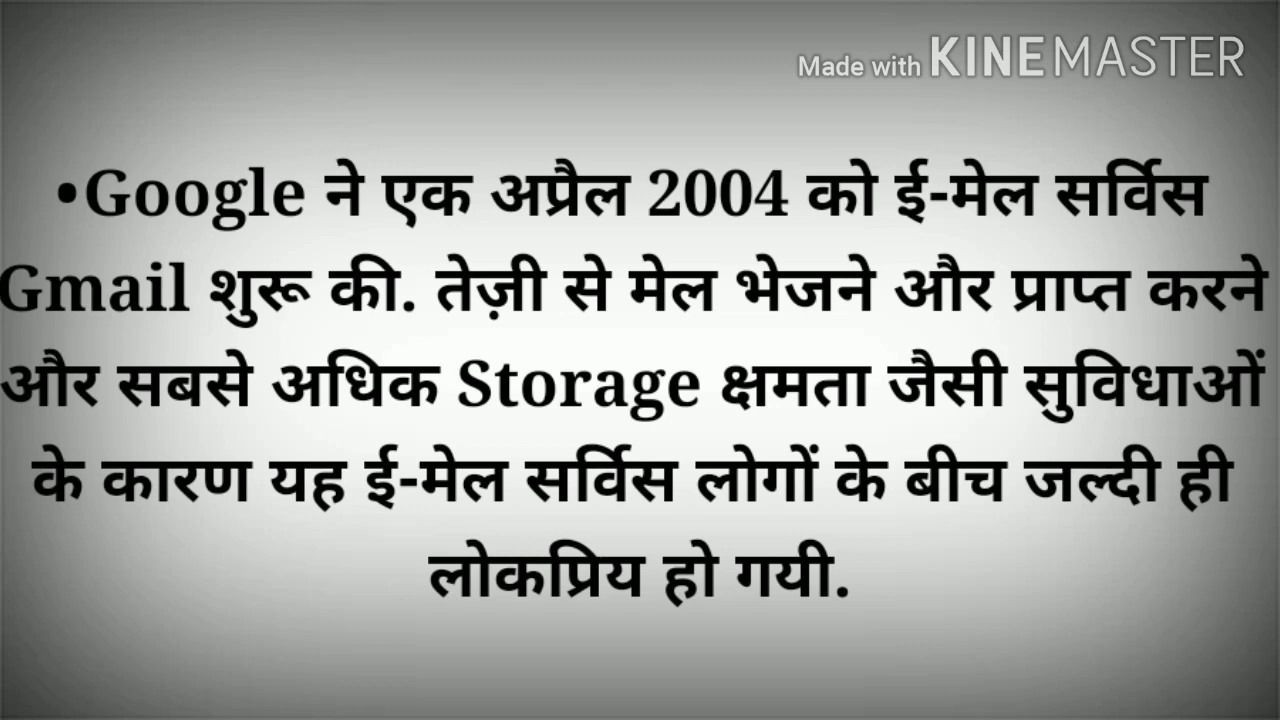 Made with KINEMASTER
•Google ने एक अप्रैल 2004 को ई-मेल सर्विस
Gmail शुरू की. तेज़ी से मेल भेजने और प्राप्त करने
और सबसे अधिक Storage क्षमता जैसी सुविधाओं
के कारण यह ई-मेल सर्विस लोगों के बीच जल्दी ही
लोकप्रिय हो गयी.